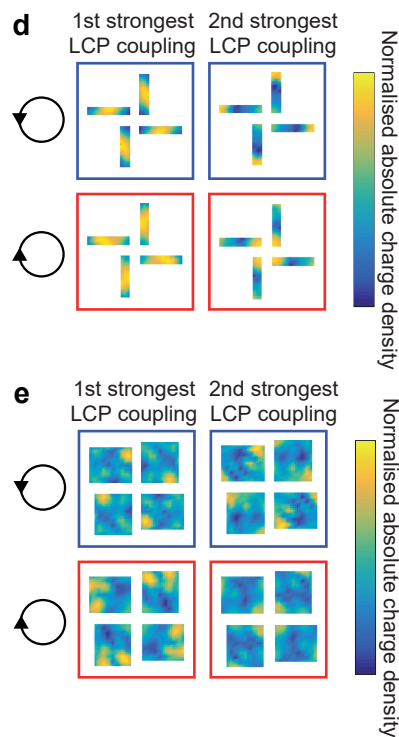 d
1st strongest
LCP coupling
2nd strongest
LCP coupling
Normalised absolute charge density
e
1st strongest
LCP coupling
2nd strongest
LCP coupling
Normalised absolute charge density